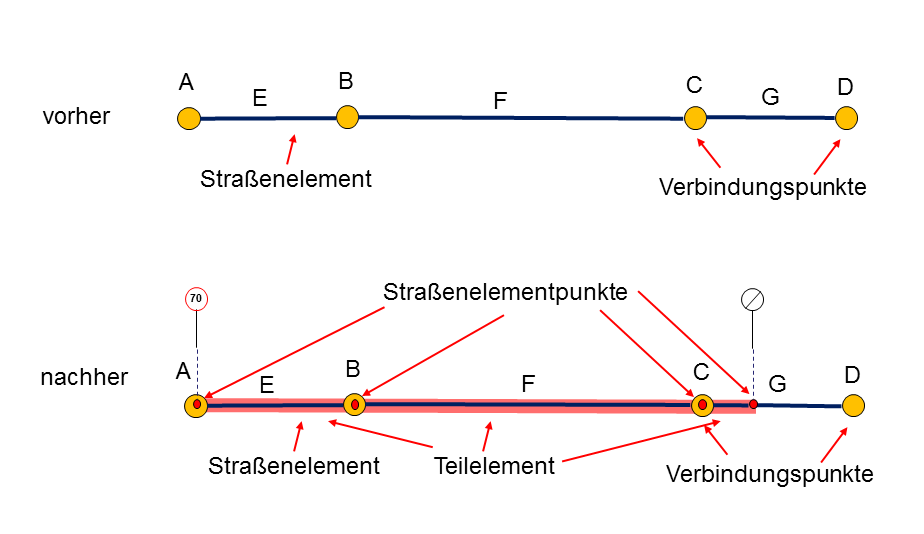 A
B
C
D
E
F
G
vorher
Straßenelement
Verbindungspunkte
70
Straßenelementpunkte
nachher
A
B
C
D
E
F
G
Straßenelement
Teilelement
Verbindungspunkte